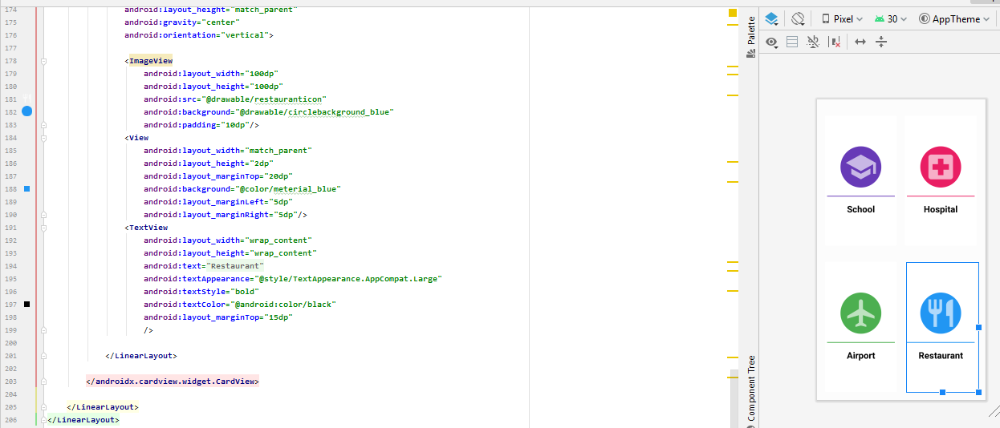 174 android:layout_height="match_parent"
175 android:gravity="center"
176 android:orientation="vertical">
177
178 <ImageView
179 android:layout_width="100dp"
180 android:layout_height="100dp"
181 android:src="@drawable/restauranticon"
182 android:background="@drawable/circlebackground_blue"
183 android:padding="10dp"/>
184 <View
185 android:layout_width="match_parent"
186 android:layout_height="2dp"
187 android:layout_marginTop="20dp"
188 android:background="@color/meterial_blue"
189 android:layout_marginLeft="5dp"
190 android:layout_marginRight="5dp"/>
191 <TextView
192 android:layout_width="wrap_content"
193 android:layout_height="wrap_content"
194 android:text="Restaurant"
195 android:textAppearance="@style/TextAppearance.AppCompat.Large"
196 android:textStyle="bold"
197 android:textColor="@android:color/black"
198 android:layout_marginTop="15dp"
199 />
200
201 </LinearLayout>
202
203 </androidx.cardview.widget.CardView>
204
205 </LinearLayout>
206 </LinearLayout>
Palette
Component Tree
Pixel 30 AppTheme
School Hospital
Airport Restaurant